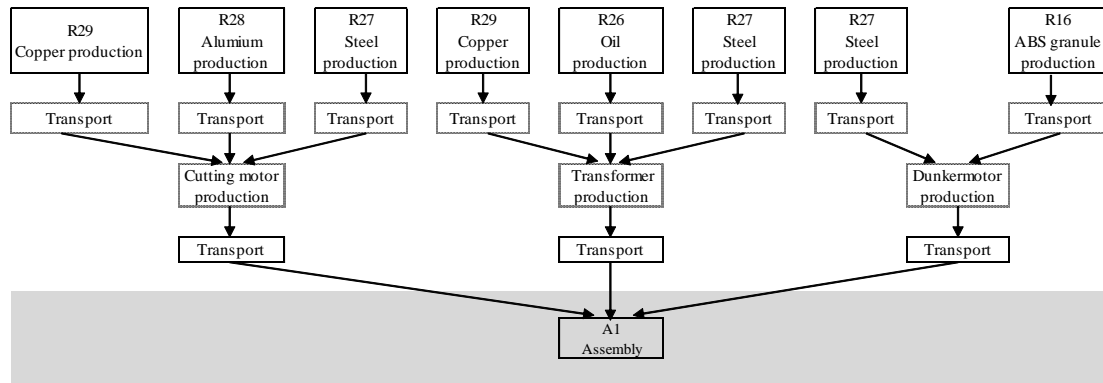 R29
Copper production
R28
Alumium
production
R27
Steel
production
R29
Copper
production
R26
Oil
production
R27
Steel
production
R27
Steel
production
R16
ABS granule
production
Transport
Transport
Transport
Transport
Transport
Transport
Transport
Transport
Cutting motor
production
Transformer
production
Dunkermotor
production
Transport
Transport
Transport
A1
Assembly